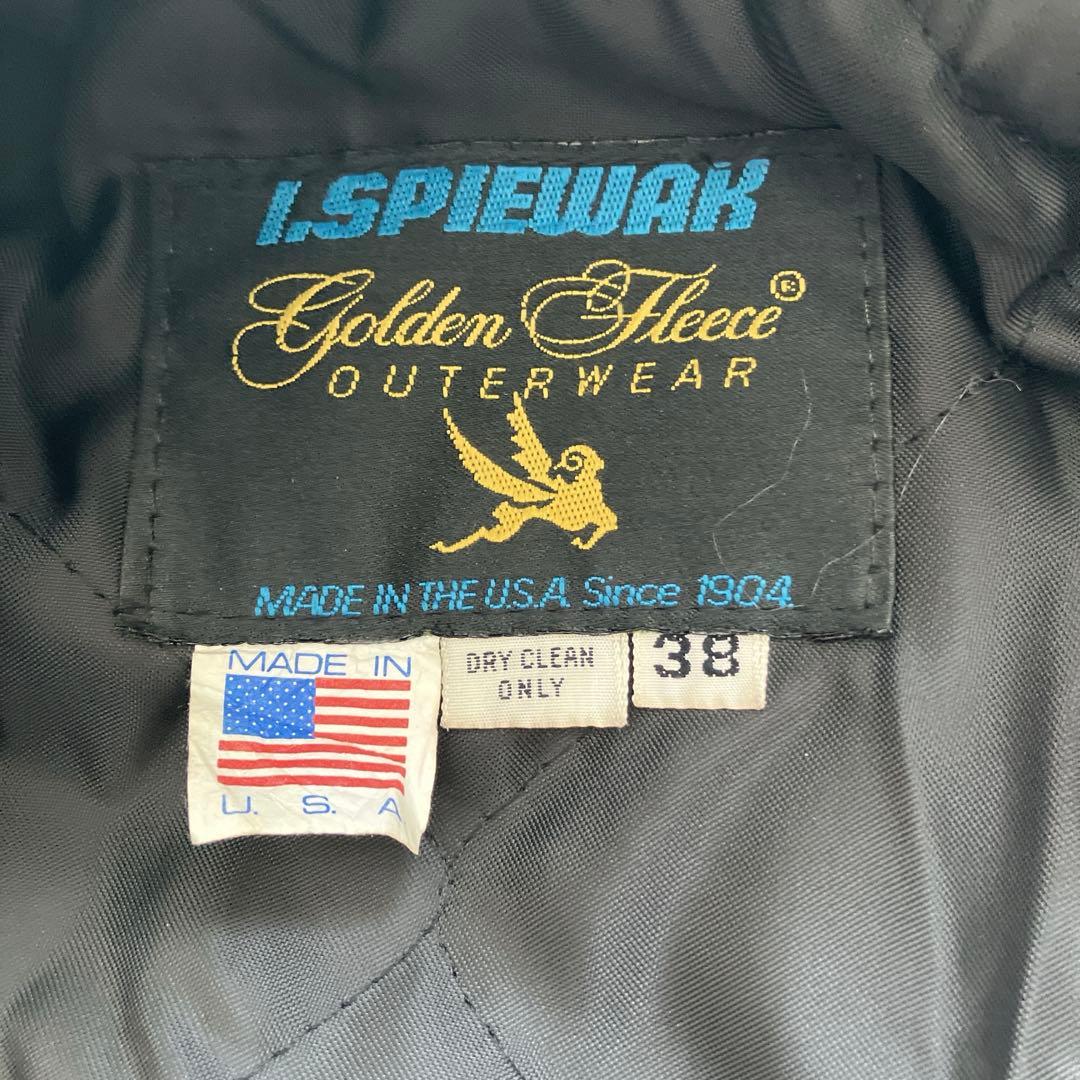 I.SPIEWAK
Golden Fleece®
OUTERWEAR
MADE IN THE U.S.A. Since 1904.
MADE IN
U. S. A
DRY CLEAN
ONLY
38